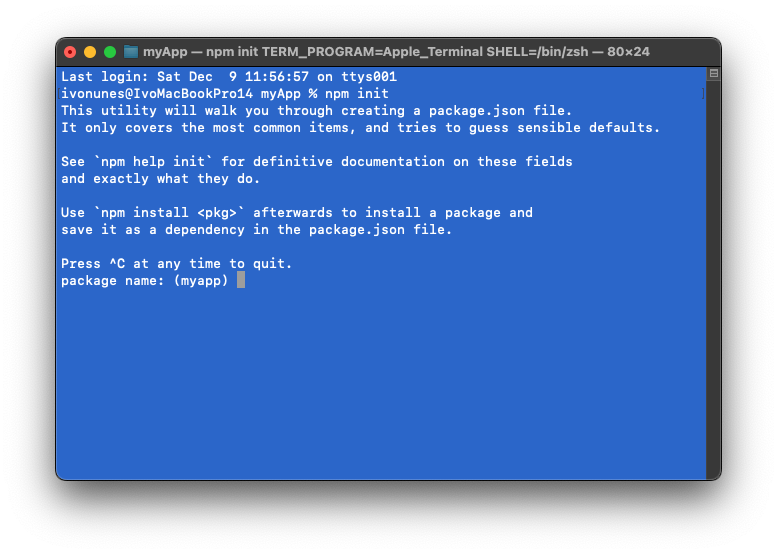 myApp — npm init TERM_PROGRAM=Apple_Terminal SHELL=/bin/zsh — 80×24
Last login: Sat Dec  9 11:56:57 on ttys001
ivonunes@IvoMacBookPro14 myApp % npm init
This utility will walk you through creating a package.json file.
It only covers the most common items, and tries to guess sensible defaults.
See `npm help init` for definitive documentation on these fields
and exactly what they do.
Use `npm install <pkg>` afterwards to install a package and
save it as a dependency in the package.json file.
Press ^C at any time to quit.
package name: (myapp)